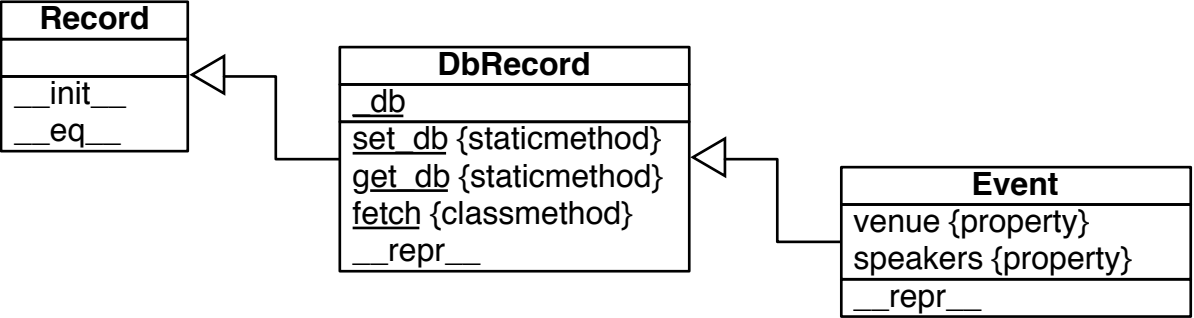 Record
__init__
__eq__
DbRecord
_db
set_db {staticmethod}
get_db {staticmethod}
fetch {classmethod}
__repr__
Event
venue {property}
speakers {property}
__repr__